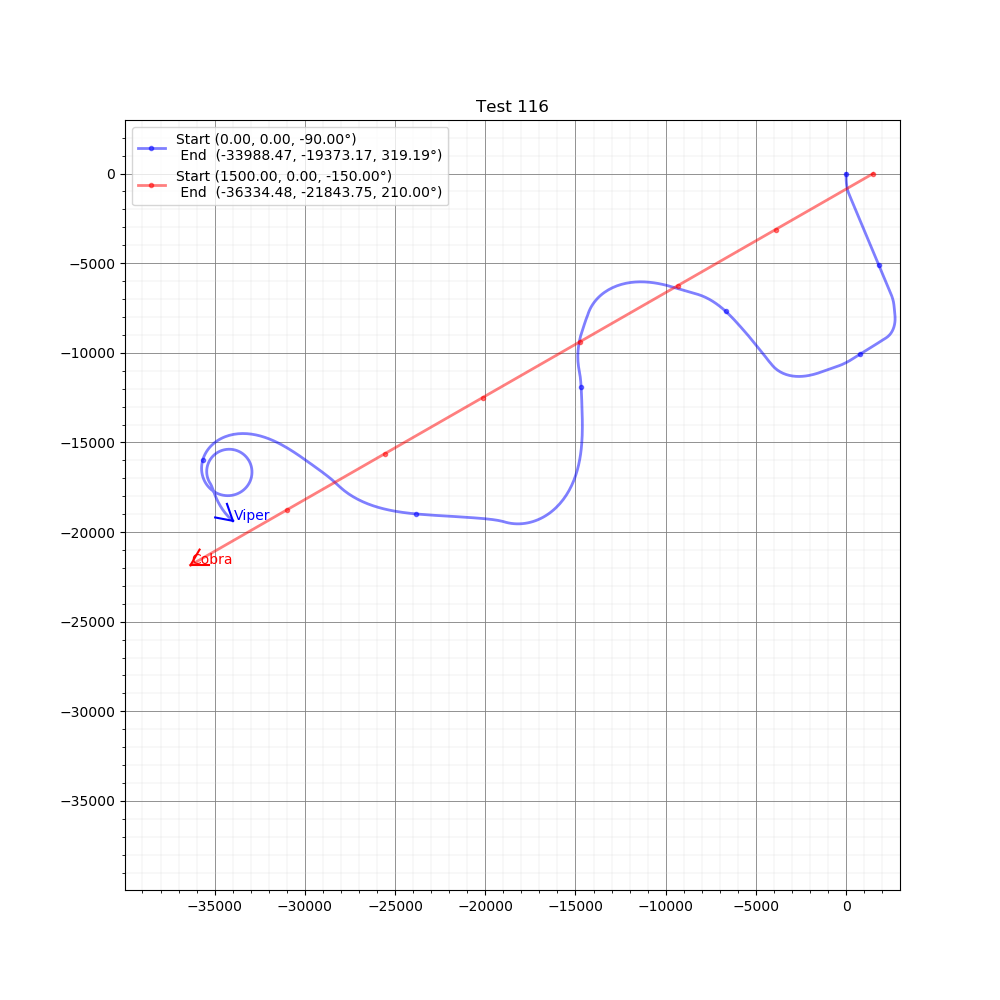 Test 116
Start (0.00, 0.00, -90.00°)
End (-33988.47, -19373.17, 319.19°)
Start (1500.00, 0.00, -150.00°)
End (-36334.48, -21843.75, 210.00°)
0
−5000
−10000
−15000
−20000
−25000
−30000
−35000
Viper
Cobra
−35000 −30000 −25000 −20000 −15000 −10000 −5000 0